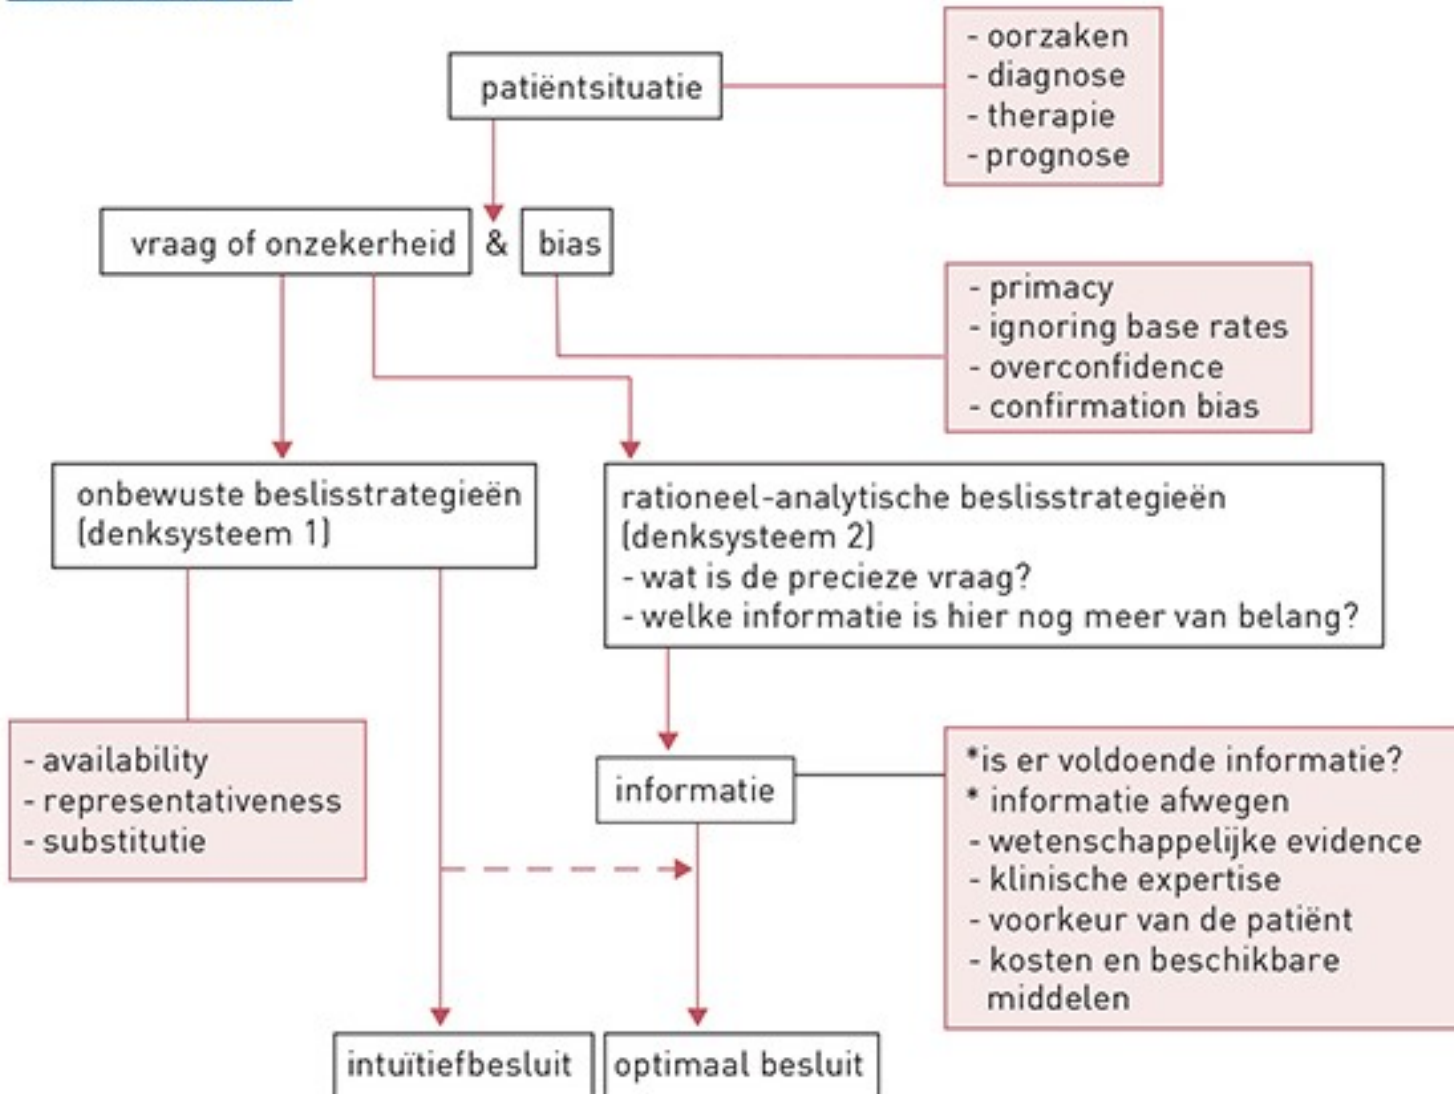 patiëntsituatie
- oorzaken
- diagnose
- therapie
- prognose
vraag of onzekerheid & bias
- primacy
- ignoring base rates
- overconfidence
- confirmation bias
onbewuste beslisstrategieën
(denksysteem 1)
rationeel-analytische beslisstrategieën
(denksysteem 2)
- wat is de precieze vraag?
- welke informatie is hier nog meer van belang?
- availability
- representativeness
- substitutie
informatie
*is er voldoende informatie?
* informatie afwegen
- wetenschappelijke evidence
- klinische expertise
- voorkeur van de patiënt
- kosten en beschikbare
middelen
intuïtiefbesluit
optimaal besluit